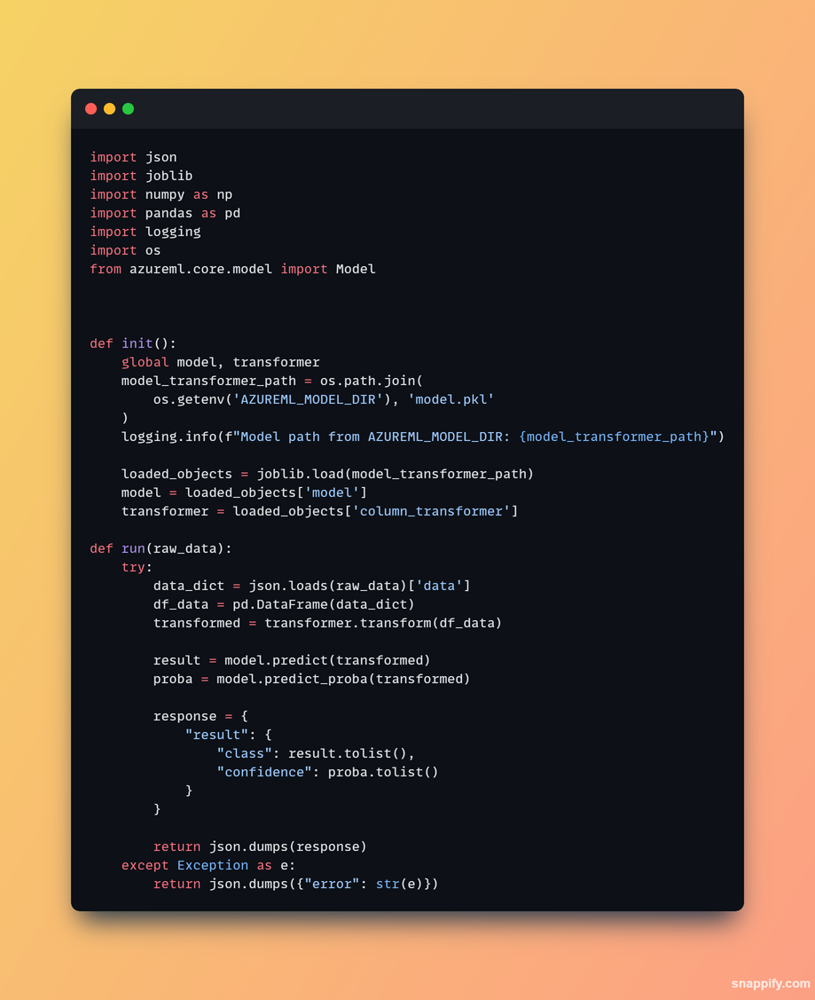 import json
import joblib
import numpy as np
import pandas as pd
import logging
import os
from azureml.core.model import Model
def init():
    global model, transformer
    model_transformer_path = os.path.join(
        os.getenv('AZUREML_MODEL_DIR'), 'model.pkl'
    )
    logging.info(f"Model path from AZUREML_MODEL_DIR: {model_transformer_path}")
    loaded_objects = joblib.load(model_transformer_path)
    model = loaded_objects['model']
    transformer = loaded_objects['column_transformer']
def run(raw_data):
    try:
        data_dict = json.loads(raw_data)['data']
        df_data = pd.DataFrame(data_dict)
        transformed = transformer.transform(df_data)
        result = model.predict(transformed)
        proba = model.predict_proba(transformed)
        response = {
            "result": {
                "class": result.tolist(),
                "confidence": proba.tolist()
            }
        }
        return json.dumps(response)
    except Exception as e:
        return json.dumps({"error": str(e)})
snappify.com